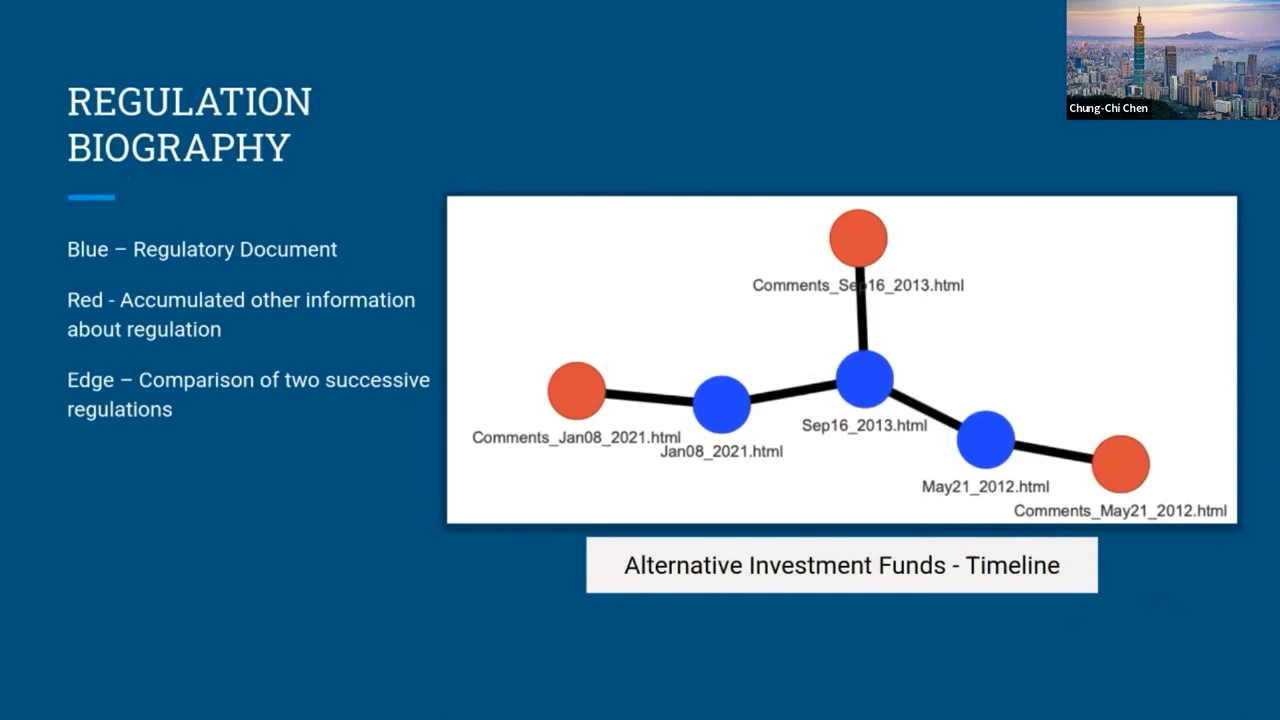 REGULATION
BIOGRAPHY
Blue – Regulatory Document
Red - Accumulated other information
about regulation
Edge – Comparison of two successive
regulations
Chung-Chi Chen
Comments_Sep16_2013.html
Sep16_2013.html
Comments_Jan08_2021.html
Jan08_2021.html
May21_2012.html
Comments_May21_2012.html
Alternative Investment Funds - Timeline